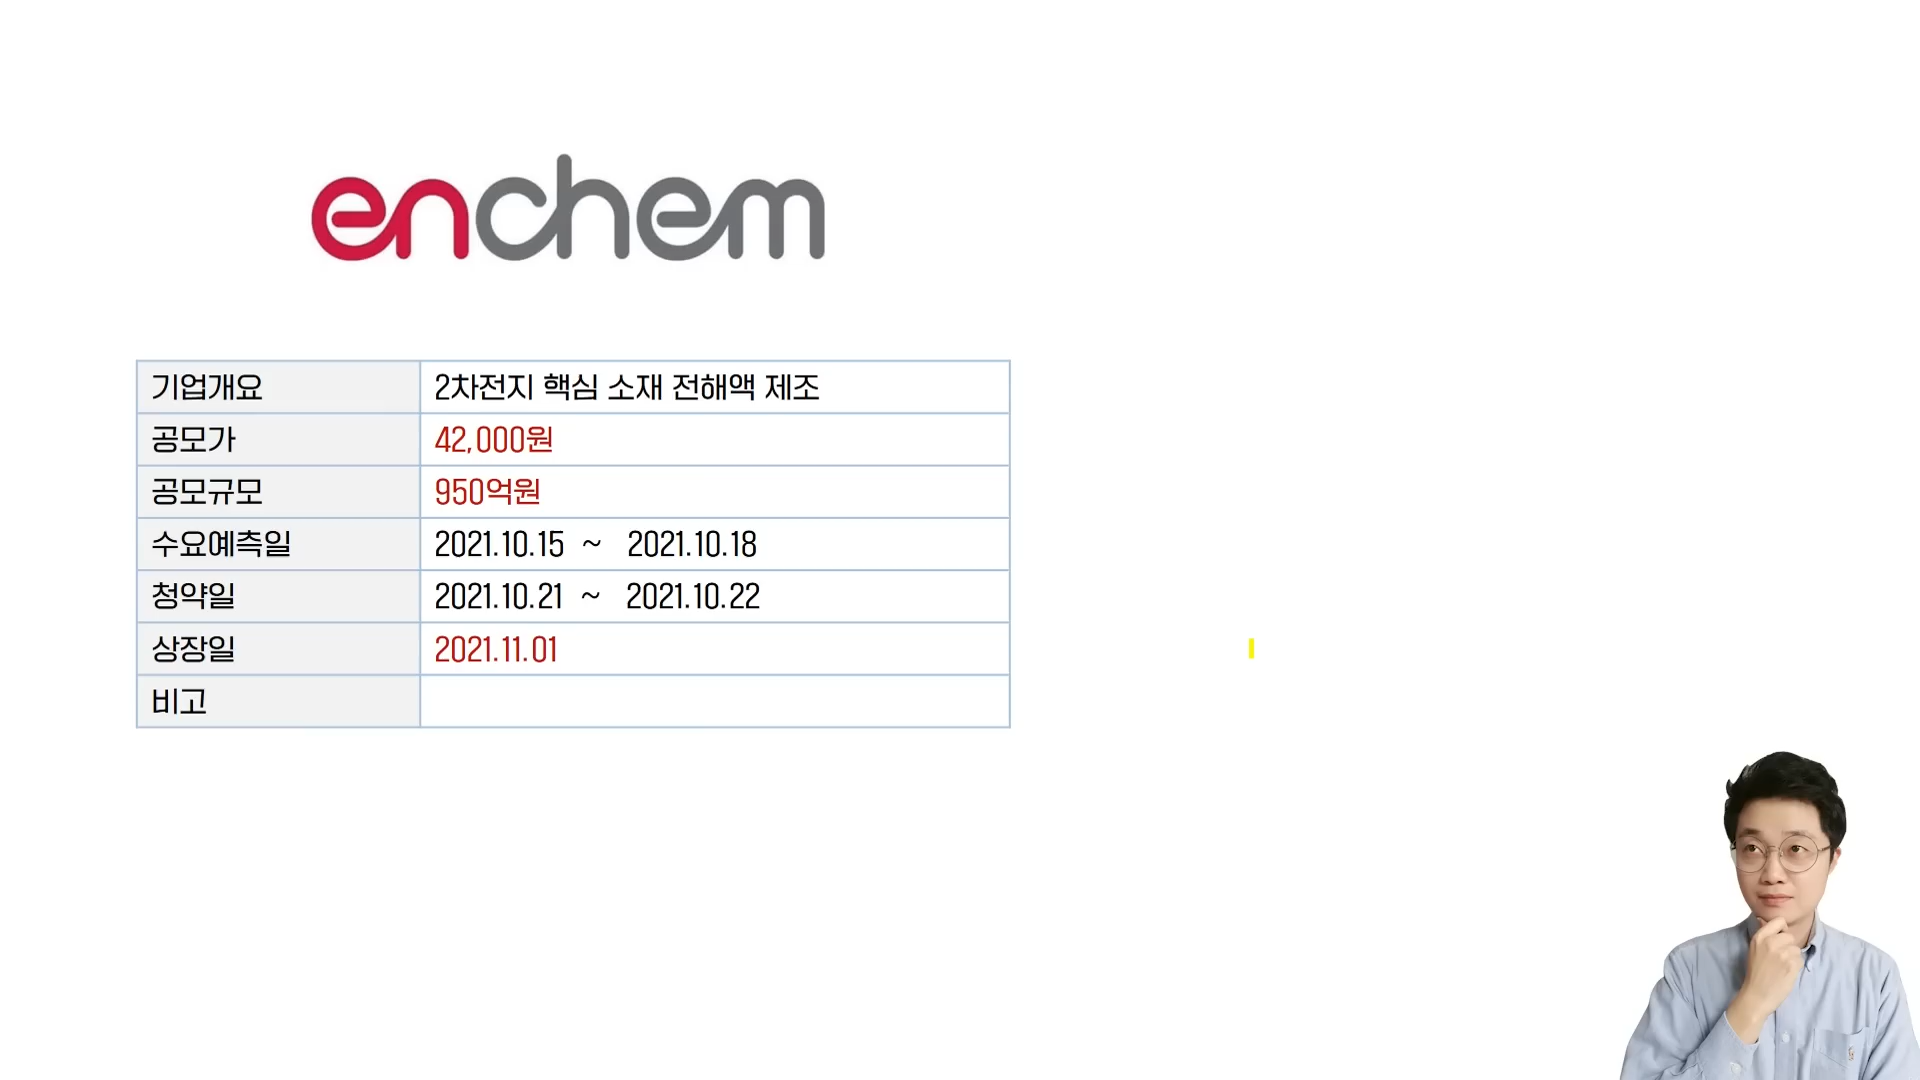 enchem
기업개요 2차전지 핵심 소재 전해액 제조
공모가 42,000원
공모규모 950억원
수요예측일 2021.10.15 ~ 2021.10.18
청약일 2021.10.21 ~ 2021.10.22
상장일 2021.11.01
비고